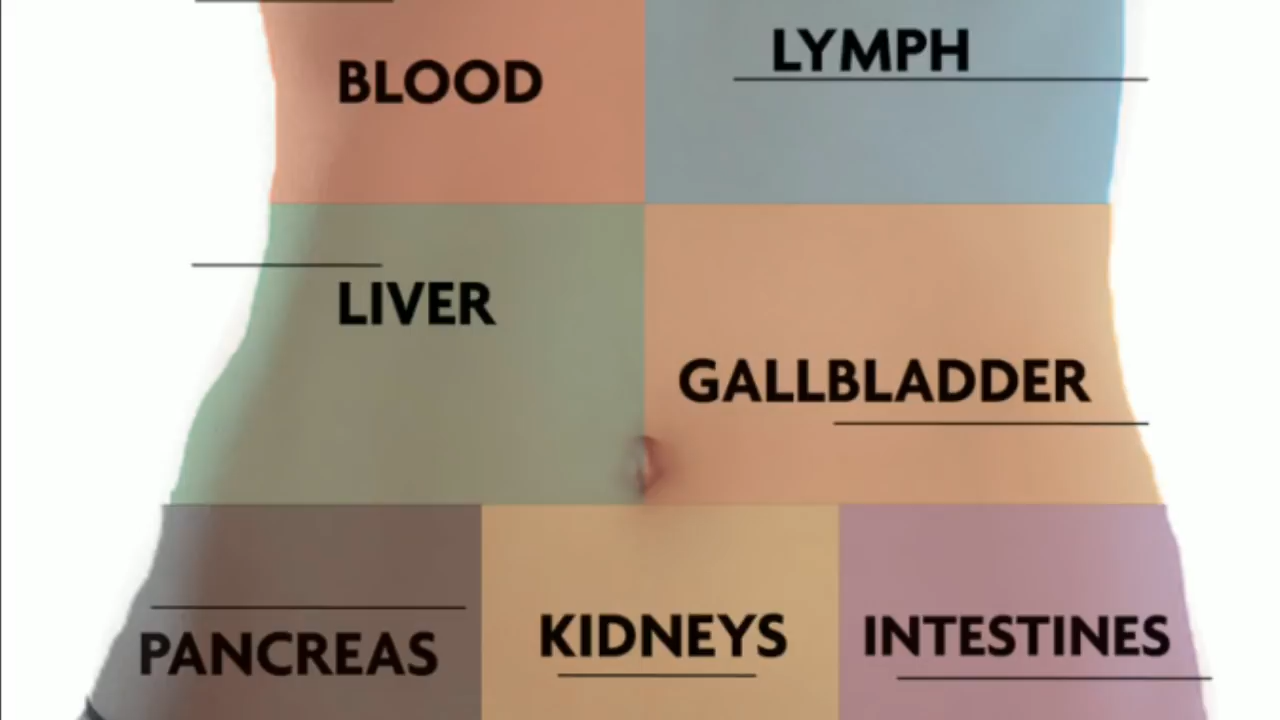 BLOOD
LYMPH
LIVER
GALLBLADDER
PANCREAS
KIDNEYS
INTESTINES